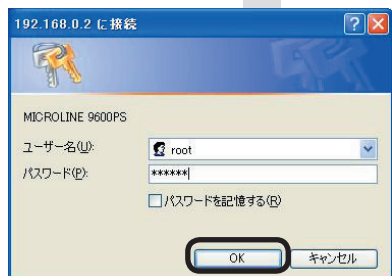 192.168.0.2 に接続
MICROLINE 9600PS
ユーザー名(U):
root
パスワード(P):
******
パスワードを記憶する(R)
OK
キャンセル